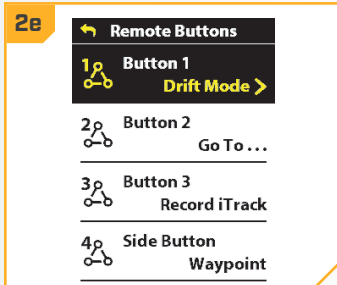 2e
Remote Buttons
1 Button 1
Drift Mode >
2 Button 2
Go To...
3 Button 3
Record iTrack
4 Side Button
Waypoint